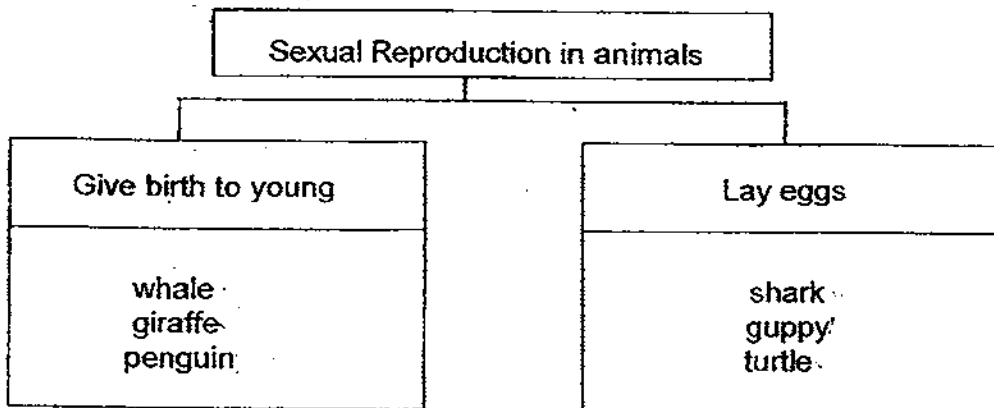 Sexual Reproduction in animals
Give birth to young
Lay eggs
whale
giraffe
penguin
shark
guppy
turtle